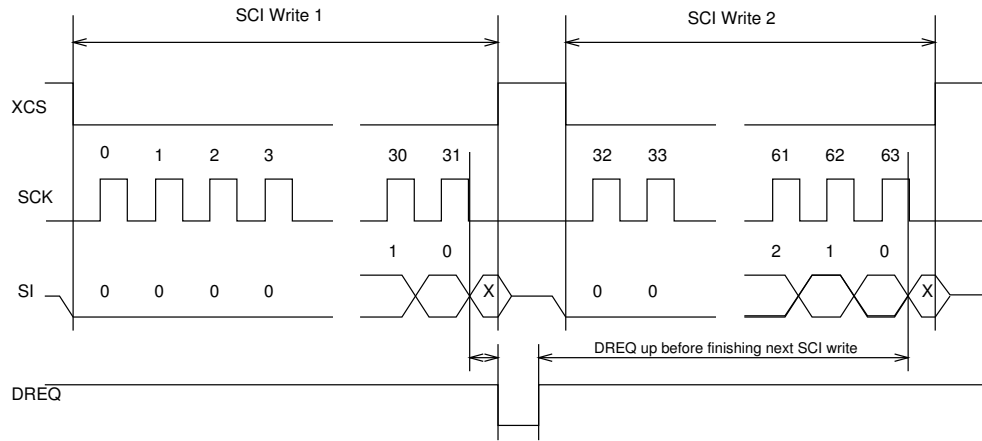 SCI Write 1 SCI Write 2
XCS
0 1 2 3 30 31 32 33 61 62 63
SCK
1 0 2 1 0
SI 0 0 0 0 X 0 0 X
DREQ up before finishing next SCI write
DREQ